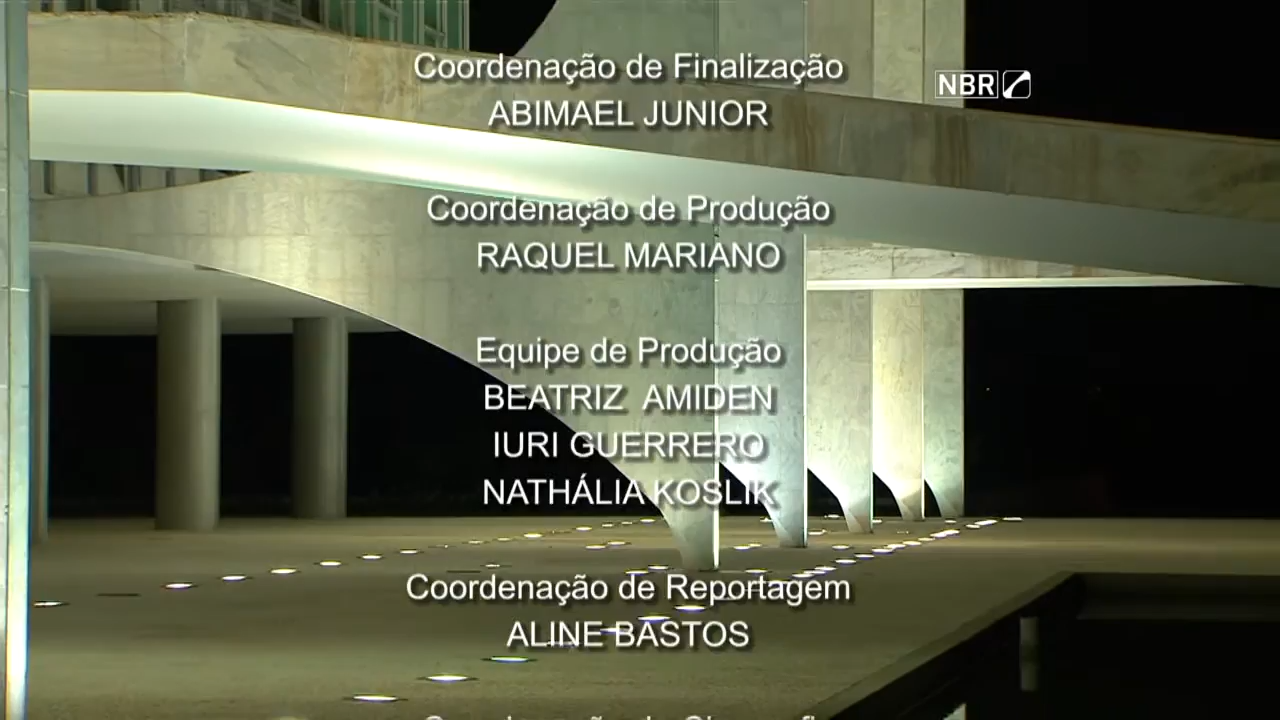 Coordenação de Finalização
ABIMAEL JUNIOR
NBR
Coordenação de Produção
RAQUEL MARIANO
Equipe de Produção
BEATRIZ AMIDEN
IURI GUERRERO
NATHÁLIA KOSLIK
Coordenação de Reportagem
ALINE BASTOS